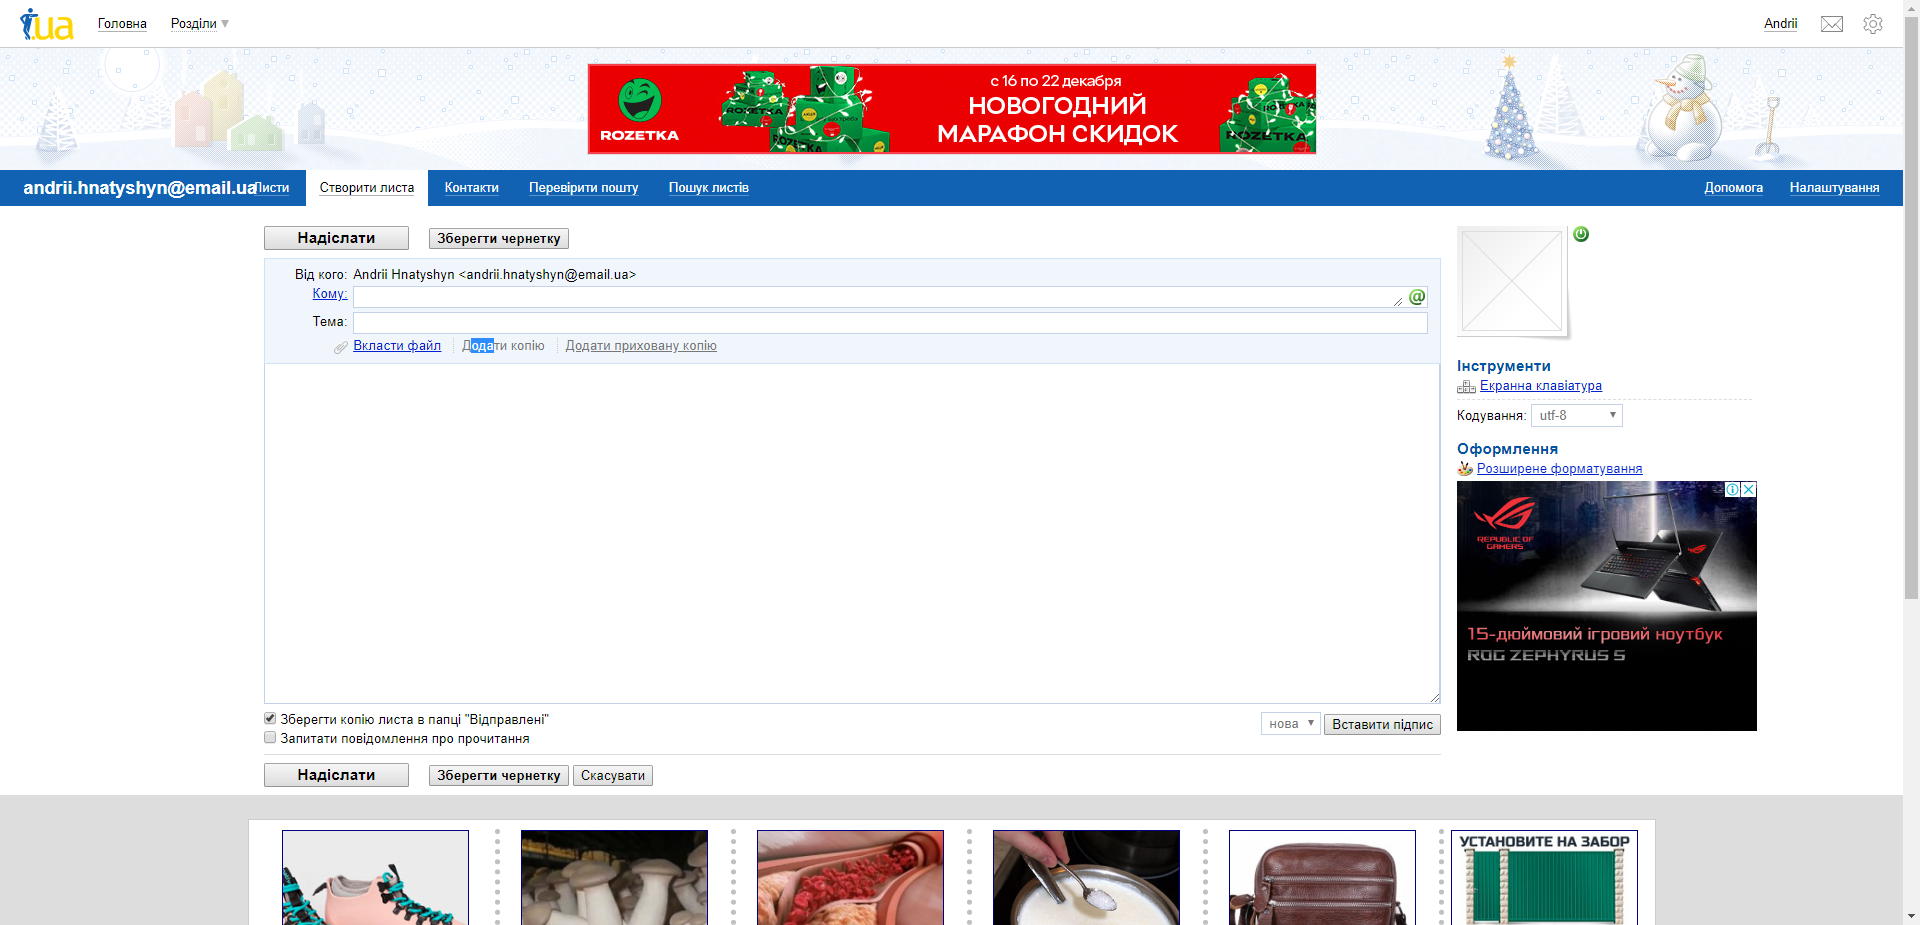 .ua
Головна
Розділи
Andrii
ROZETKA
ROZETKA
ROZETKA
с 16 по 22 декабря
НОВОГОДНИЙ
МАРАФОН СКИДОК
ROZETKA
andrii.hnatyshyn@email.ua
Листи
Створити листа
Контакти
Перевірити пошту
Пошук листів
Допомога
Налаштування
Надіслати
Зберегти чернетку
Від кого: Andrii Hnatyshyn <andrii.hnatyshyn@email.ua>
Кому:
@
Тема:
Вкласти файл
Додати копію
Додати приховану копію
Інструменти
Екранна клавіатура
Кодування: utf-8
Оформлення
Розширене форматування
REPUBLIC OF
GAMERS
15-дюймовий ігровий ноутбук
ROG ZEPHYRUS S
Зберегти копію листа в папці "Відправлені"
Запитати повідомлення про прочитання
нова
Вставити підпис
Надіслати
Зберегти чернетку
Скасувати
УСТАНОВИТЕ НА ЗАБОР